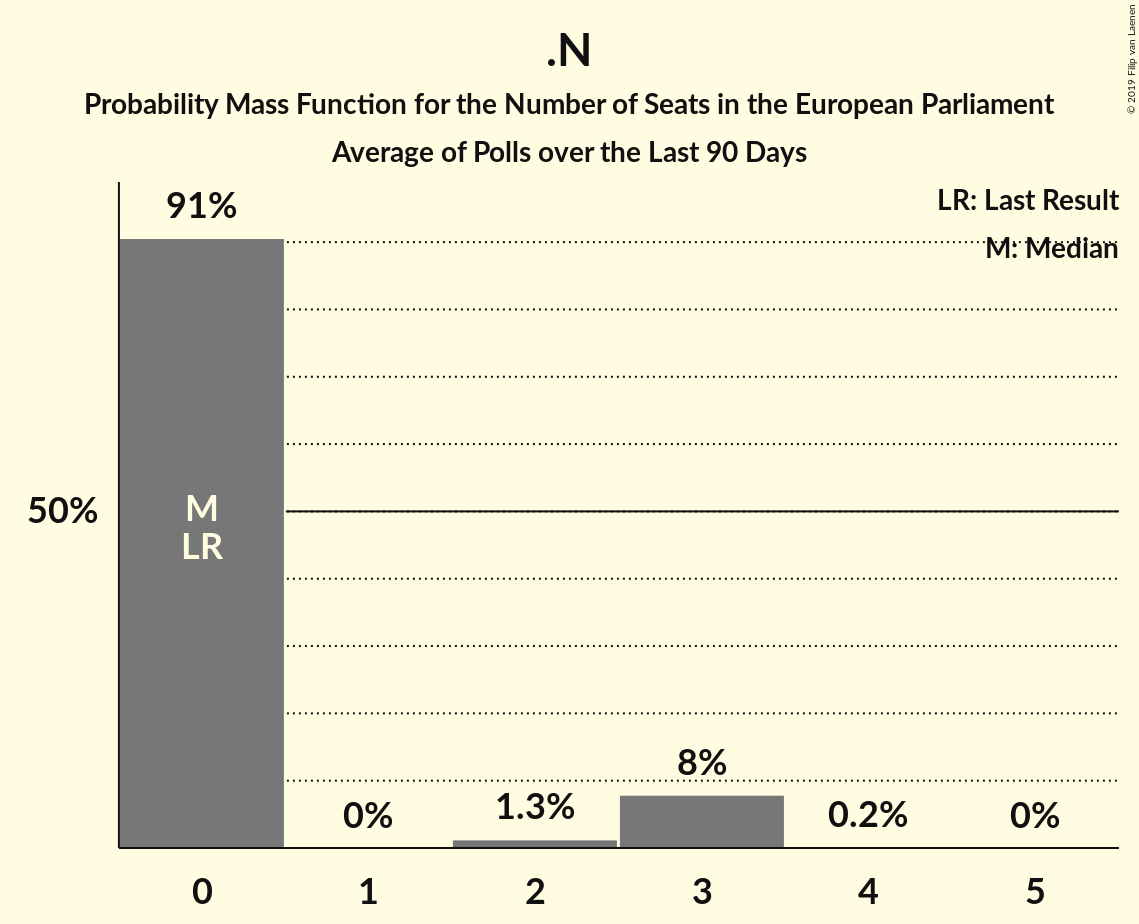 .N
Probability Mass Function for the Number of Seats in the European Parliament
Average of Polls over the Last 90 Days
© 2019 Filip van Laenen
LR: Last Result
M: Median
91%
50%
M
LR
0%
1.3%
8%
0.2%
0%
0 1 2 3 4 5